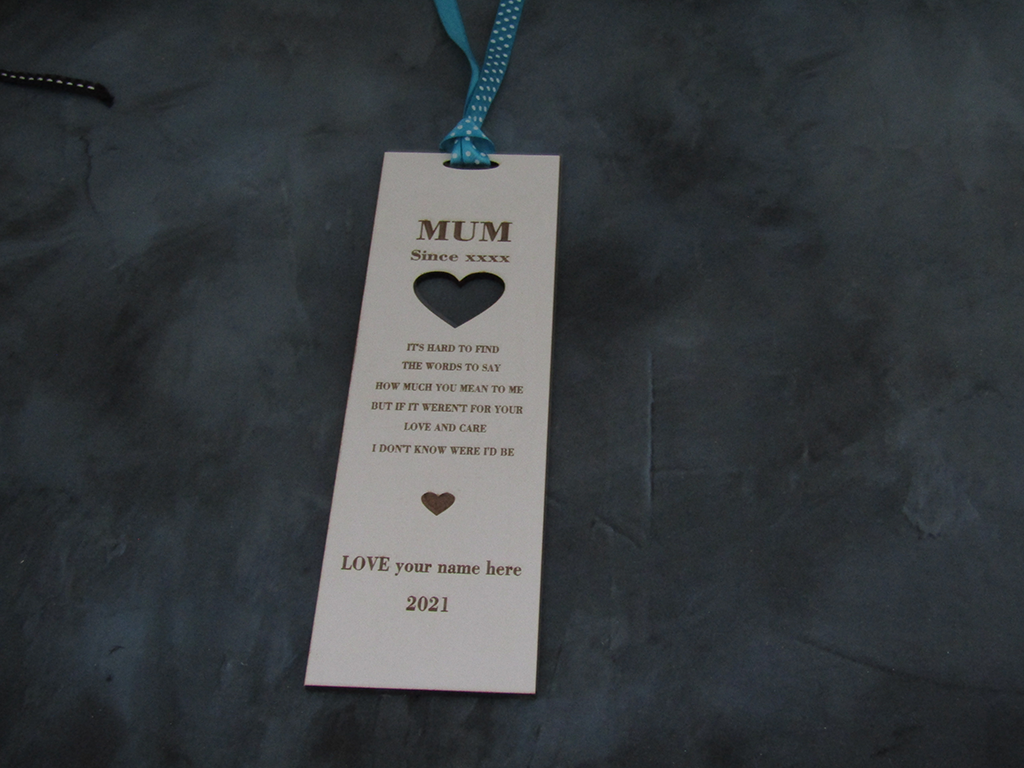 MUM
Since xxxx
IT'S HARD TO FIND
THE WORDS TO SAY
HOW MUCH YOU MEAN TO ME
BUT IF IT WEREN'T FOR YOUR
LOVE AND CARE
I DON'T KNOW WERE I'D BE
LOVE your name here
2021